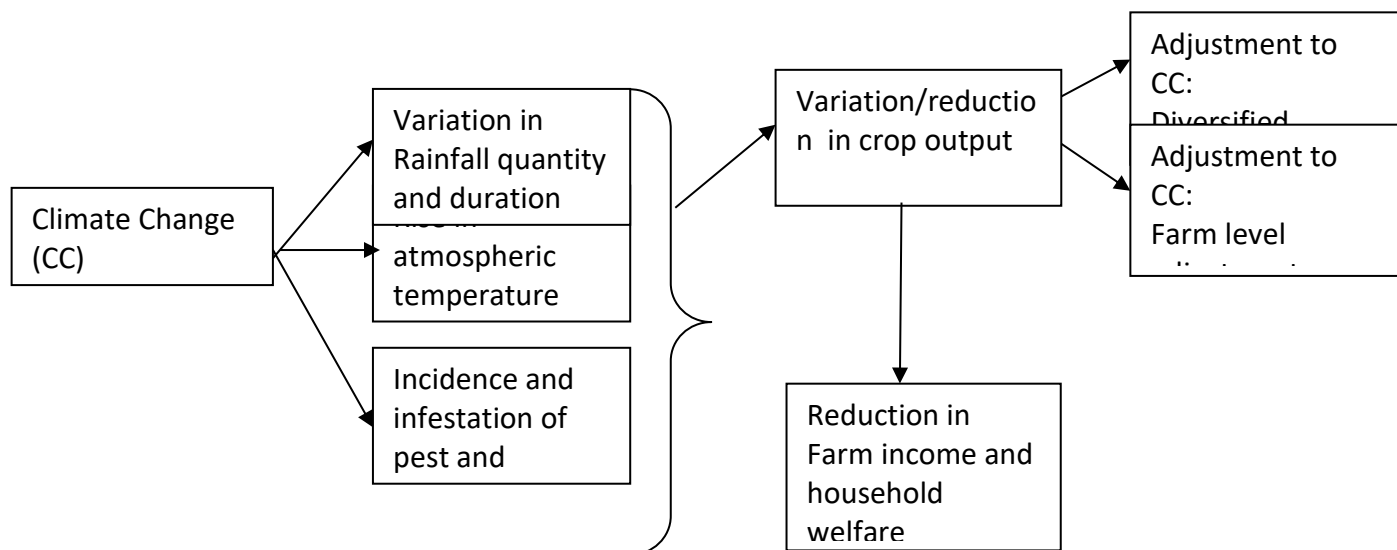 Climate Change
(CC)
Variation in
Rainfall quantity
and duration
atmospheric
temperature
Incidence and
infestation of
pest and
Variation/reductio
n in crop output
Reduction in
Farm income and
household
welfare
Adjustment to
CC:
Diversified
Adjustment to
CC:
Farm level